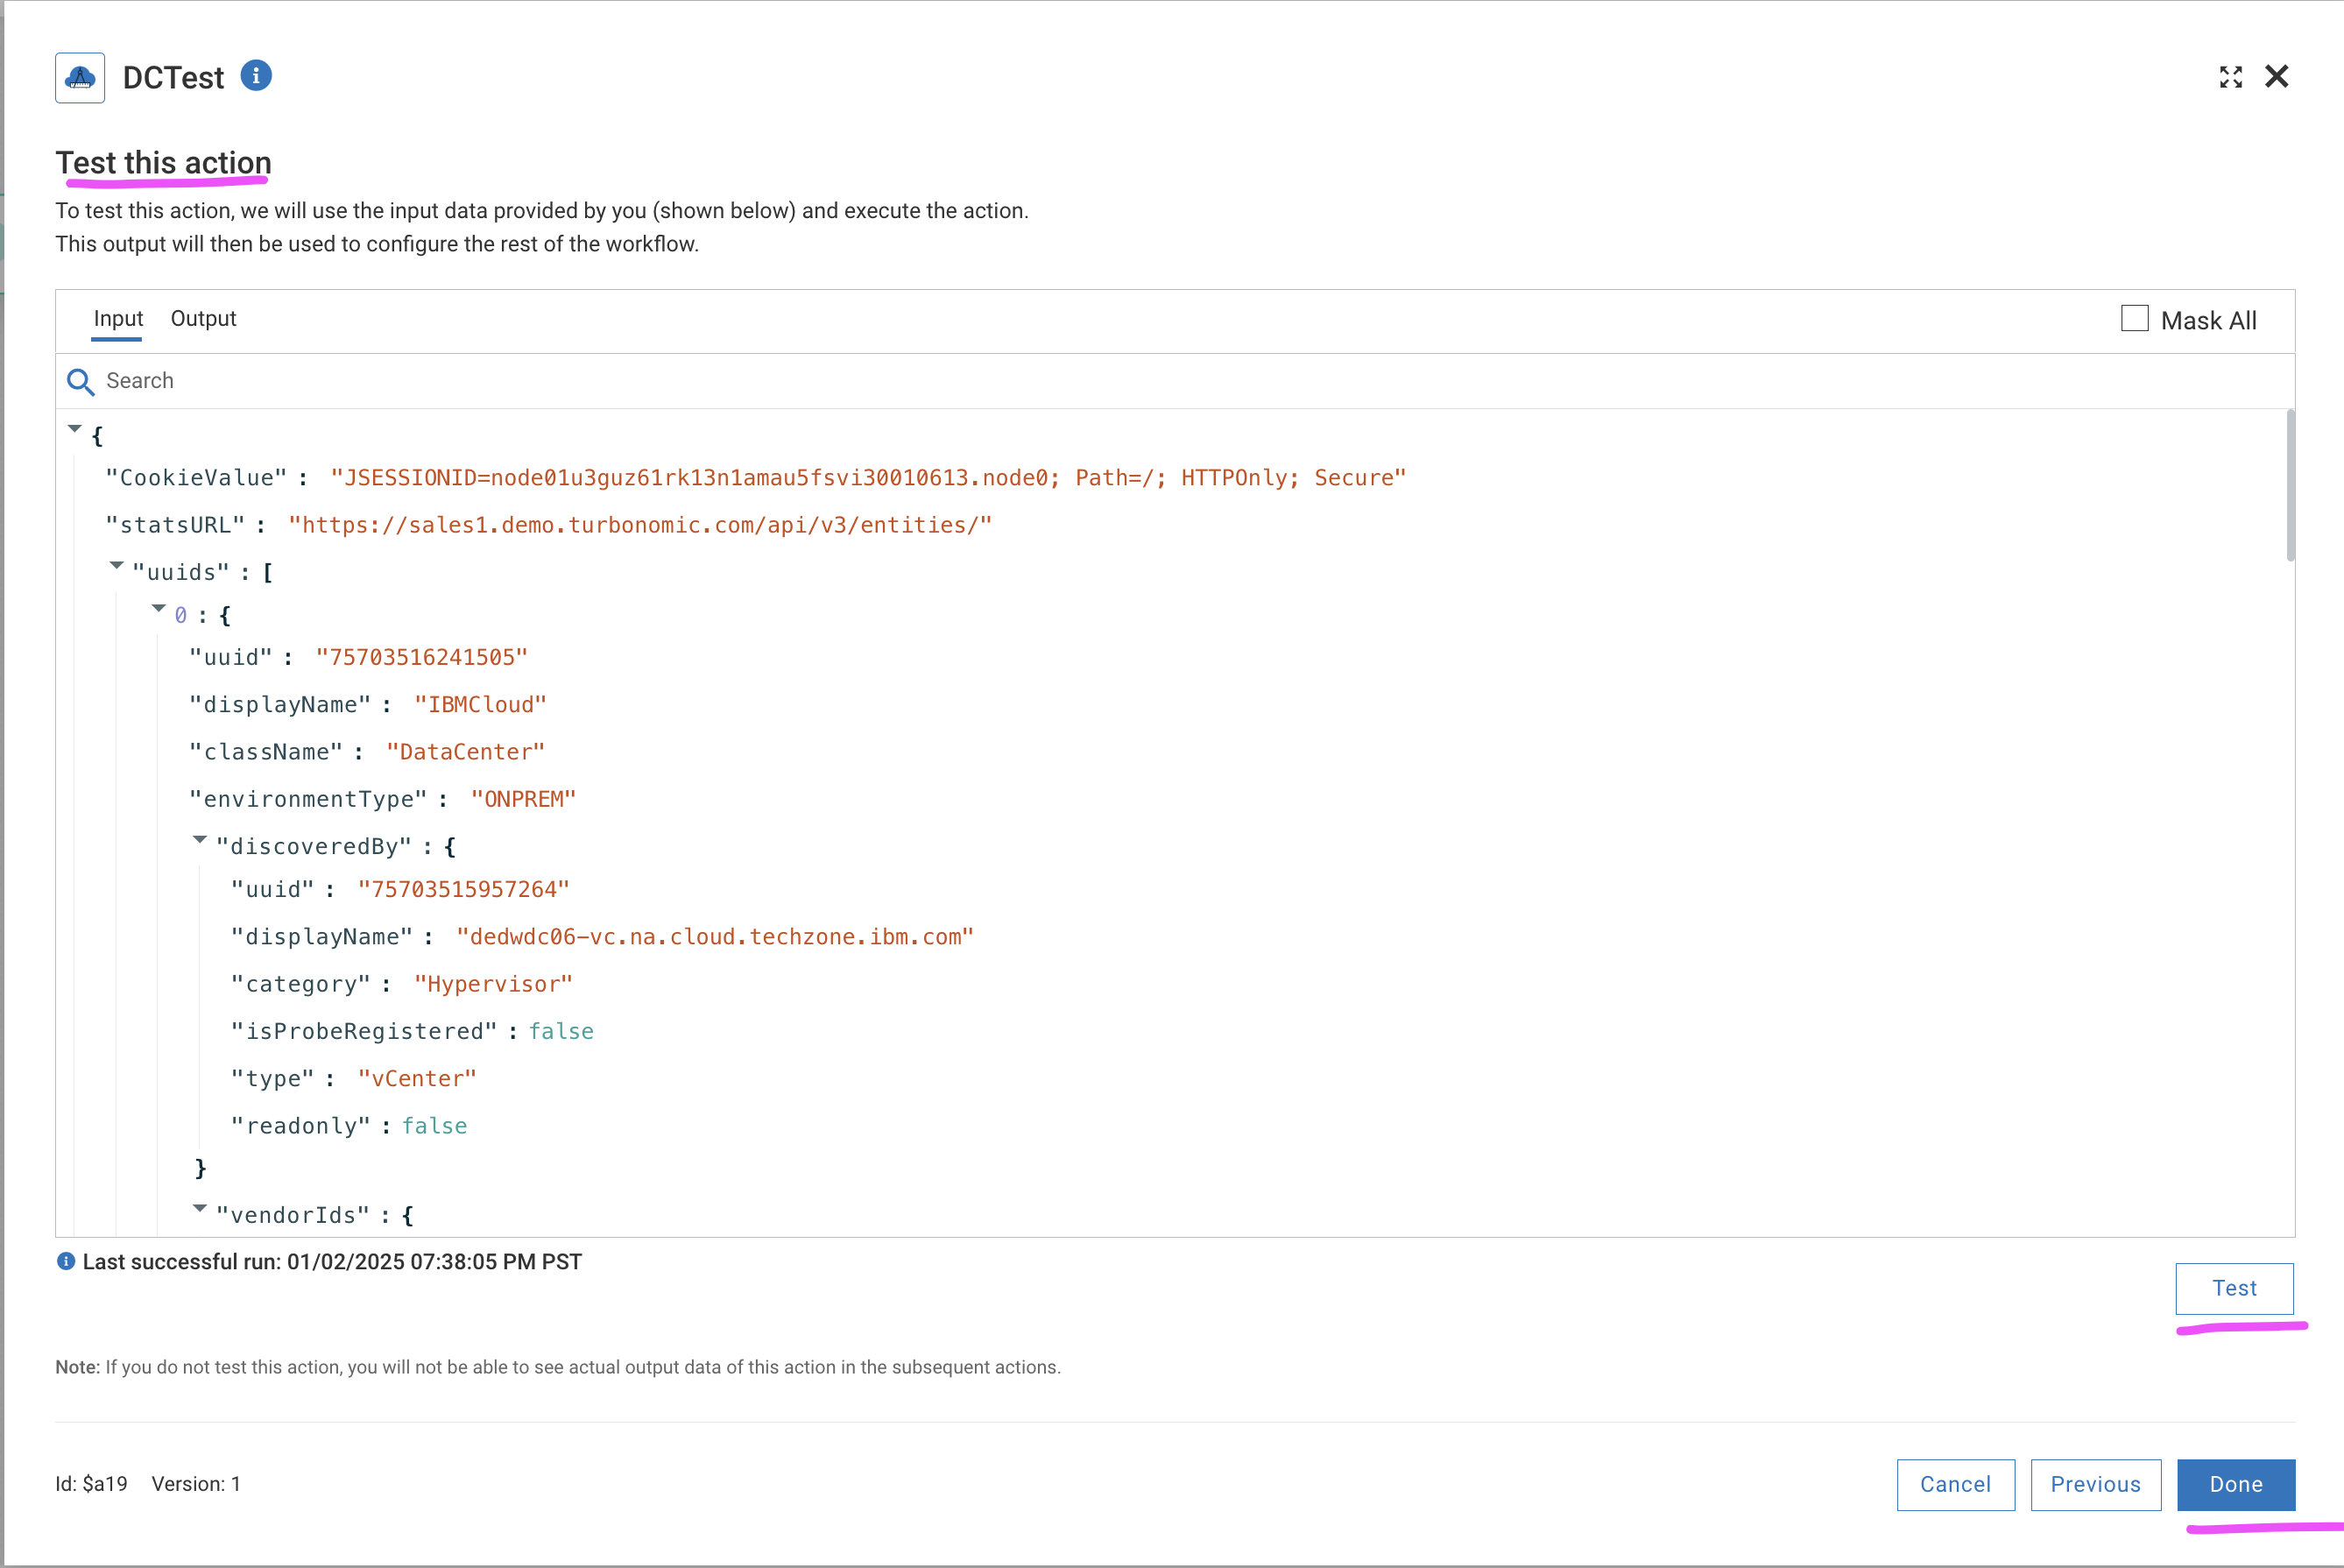 DCTest
Test this action
To test this action, we will use the input data provided by you (shown below) and execute the action.
This output will then be used to configure the rest of the workflow.
Input Output Mask All
Search
{
"CookieValue" : "JSESSIONID=node01u3guz61rk13n1amau5fsvi30010613.node0; Path=/; HTTPOnly; Secure"
"statsURL" : "https://sales1.demo.turbonomic.com/api/v3/entities/"
"uuids" : [
0 : {
"uuid" : "75703516241505"
"displayName" : "IBMCloud"
"className" : "DataCenter"
"environmentType" : "ONPREM"
"discoveredBy" : {
"uuid" : "75703515957264"
"displayName" : "dedwdc06-vc.na.cloud.techzone.ibm.com"
"category" : "Hypervisor"
"isProbeRegistered" : false
"type" : "vCenter"
"readonly" : false
}
"vendorIds" : {
Last successful run: 01/02/2025 07:38:05 PM PST
Test
Note: If you do not test this action, you will not be able to see actual output data of this action in the subsequent actions.
Id: $a19 Version: 1 Cancel Previous Done